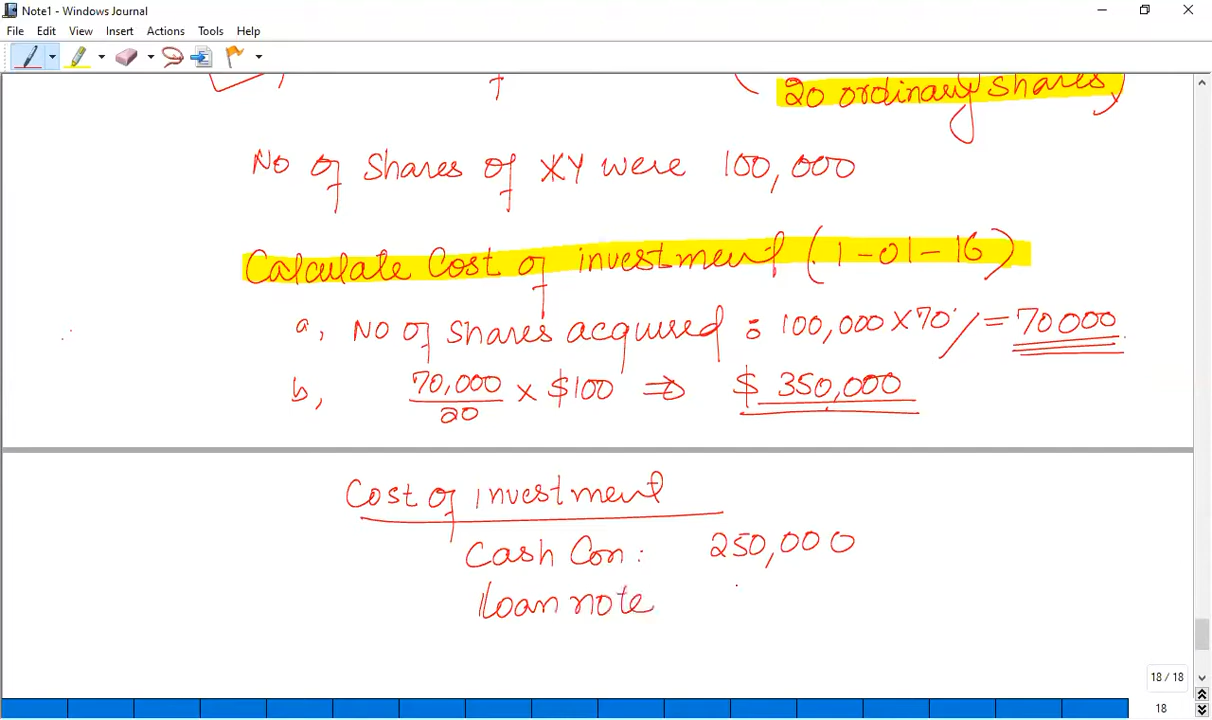 Note1 - Windows Journal
File Edit View Insert Actions Tools Help
20 ordinary shares)
No of shares of XY were 100,000
Calculate Cost of investment (1-01-16)
a, No of shares acquired = 100,000 X 70% = 70000
b, 70,000/20 x $100 ⇒ $ 350,000
Cost of investment
Cash Con: 250,000
loan note
18 / 18
18